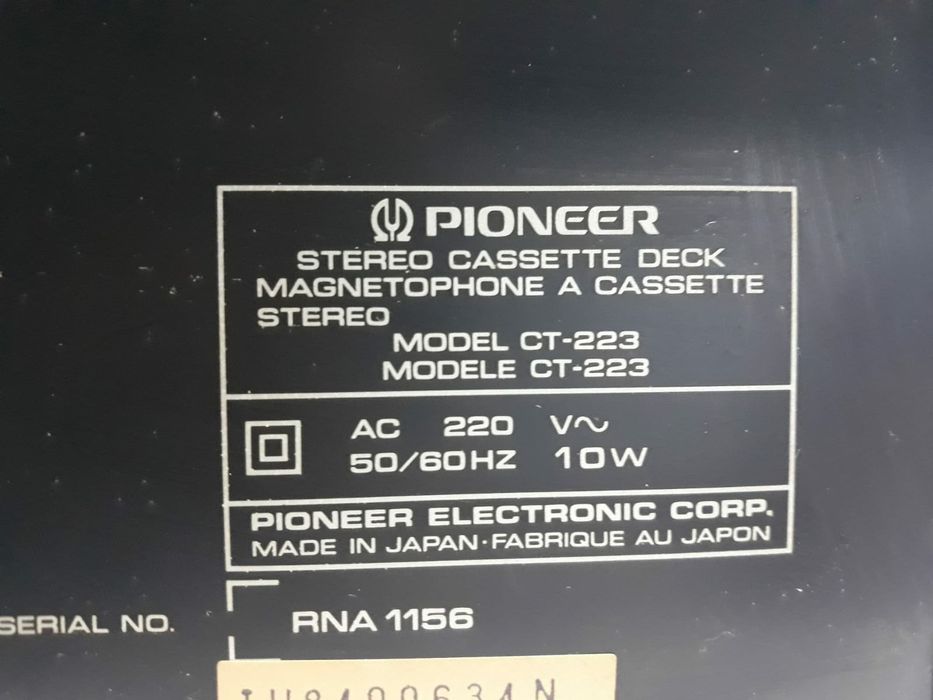 PIONEER
STEREO CASSETTE DECK
MAGNETOPHONE A CASSETTE
STEREO
MODEL CT-223
MODELE CT-223
AC 220 V~
50/60HZ 10W
PIONEER ELECTRONIC CORP.
MADE IN JAPAN·FABRIQUE AU JAPON
SERIAL NO.
RNA 1156